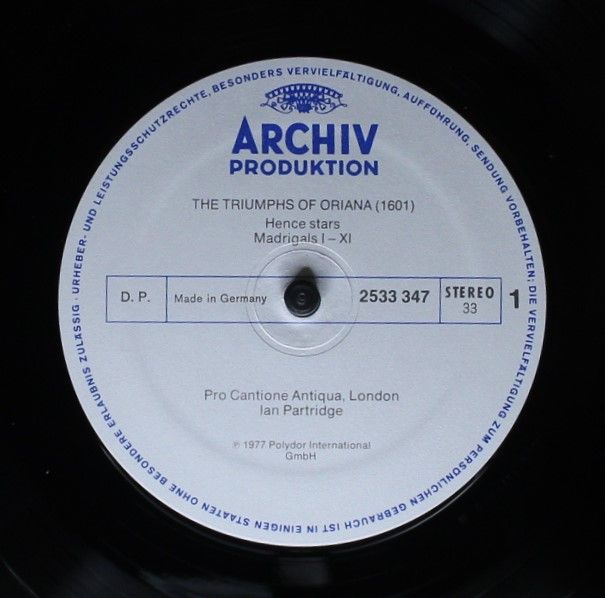 URHEBER- UND LEISTUNGSSCHUTZRECHTE, BESONDERS VERVIELFÄLTIGUNG, AUFFÜHRUNG, SENDUNG VORBEHALTEN; DIE VERVIELFÄLTIGUNG ZUM PERSÖNLICHEN GEBRAUCH IST IN EINIGEN STAATEN OHNE BESONDERE ERLAUBNIS ZULÄSSIG ·
ARCHIV
PRODUKTION
THE TRIUMPHS OF ORIANA (1601)
Hence stars
Madrigals I – XI
D. P. Made in Germany 2533 347 STEREO 33 1
Pro Cantione Antiqua, London
Ian Partridge
℗ 1977 Polydor International
GmbH